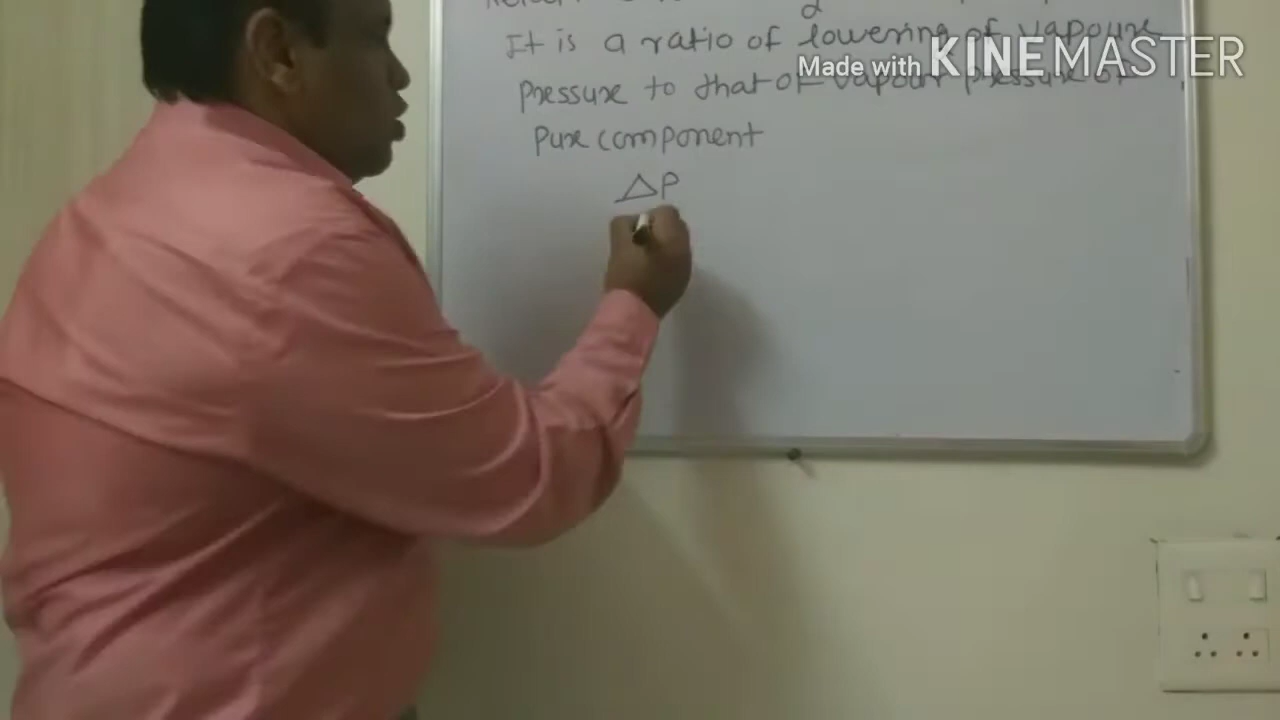 It is a ratio of lowering of vapoure
Made with KINEMASTER
pressure to that of vapour pressure of
pure component
ΔP